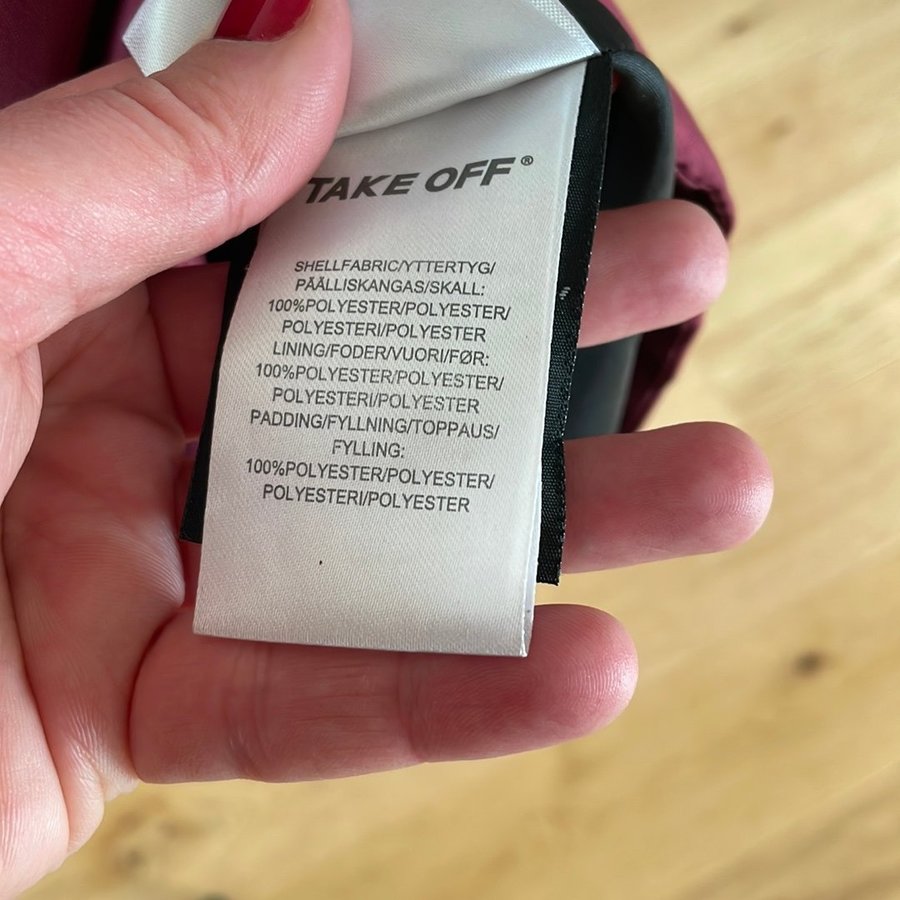 TAKE OFF®
SHELLFABRIC/YTTERTYG/
PÄÄLLISKANGAS/SKALL:
100%POLYESTER/POLYESTER/
POLYESTERI/POLYESTER
LINING/FODER/VUORI/FØR:
100%POLYESTER/POLYESTER/
POLYESTERI/POLYESTER
PADDING/FYLLNING/TOPPAUS/
FYLLING:
100%POLYESTER/POLYESTER/
POLYESTERI/POLYESTER